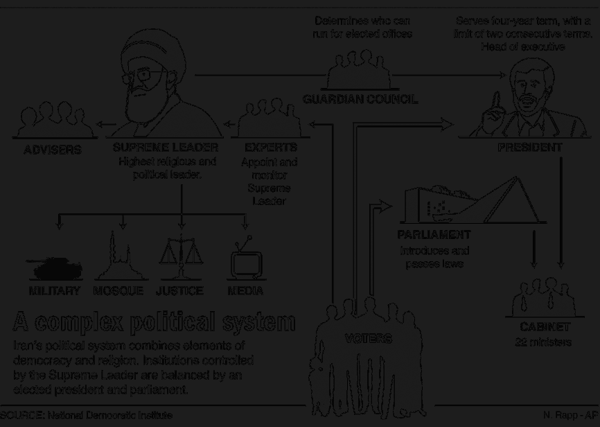 Determines who can
run for elected offices
Serves four-year term, with a
limit of two consecutive terms.
Head of executive
GUARDIAN COUNCIL
ADVISERS
SUPREME LEADER
Highest religious and
political leader.
EXPERTS
Appoint and
monitor
Supreme
Leader
PRESIDENT
PARLIAMENT
Introduces and
passes laws
MILITARY
MOSQUE
JUSTICE
MEDIA
CABINET
22 ministers
VOTERS
A complex political system
Iran's political system combines elements of
democracy and religion. Institutions controlled
by the Supreme Leader are balanced by an
elected president and parliament.
SOURCE: National Democratic Institute
N. Rapp - AP